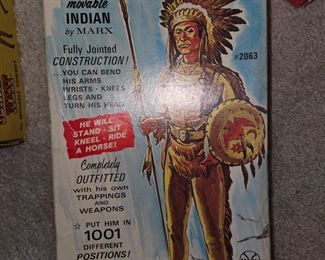 movable
INDIAN
by MARX
Fully Jointed
CONSTRUCTION!
...YOU CAN BEND
HIS ARMS
WRISTS - KNEES
LEGS AND
TURN HIS HEAD
#2063
HE WILL
STAND - SIT
KNEEL - RIDE
A HORSE!
Completely
OUTFITTED
with his own
TRAPPINGS
AND
WEAPONS
★ PUT HIM IN
1001
DIFFERENT
POSITIONS!